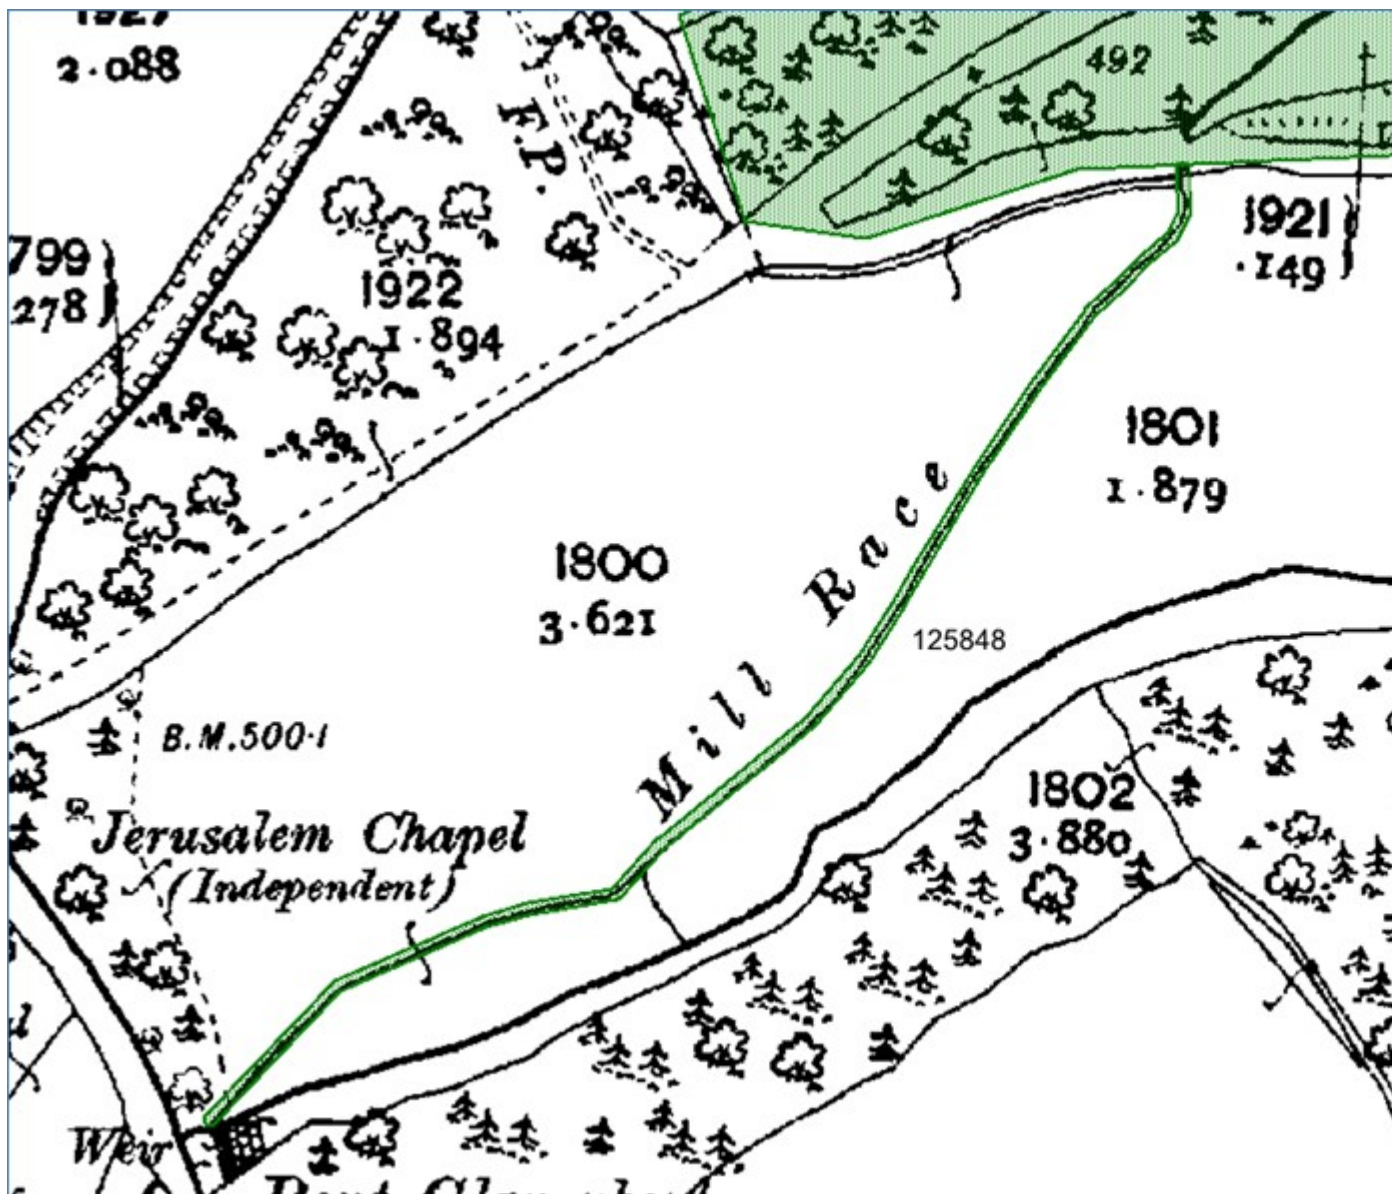 1927
2·088
492
F.P.
1921
.149
799
.278
1922
1·894
1801
1·879
1800
3·621
Mill Race
125848
B.M.500·1
1802
3·880
Jerusalem Chapel
(Independent)
Weir